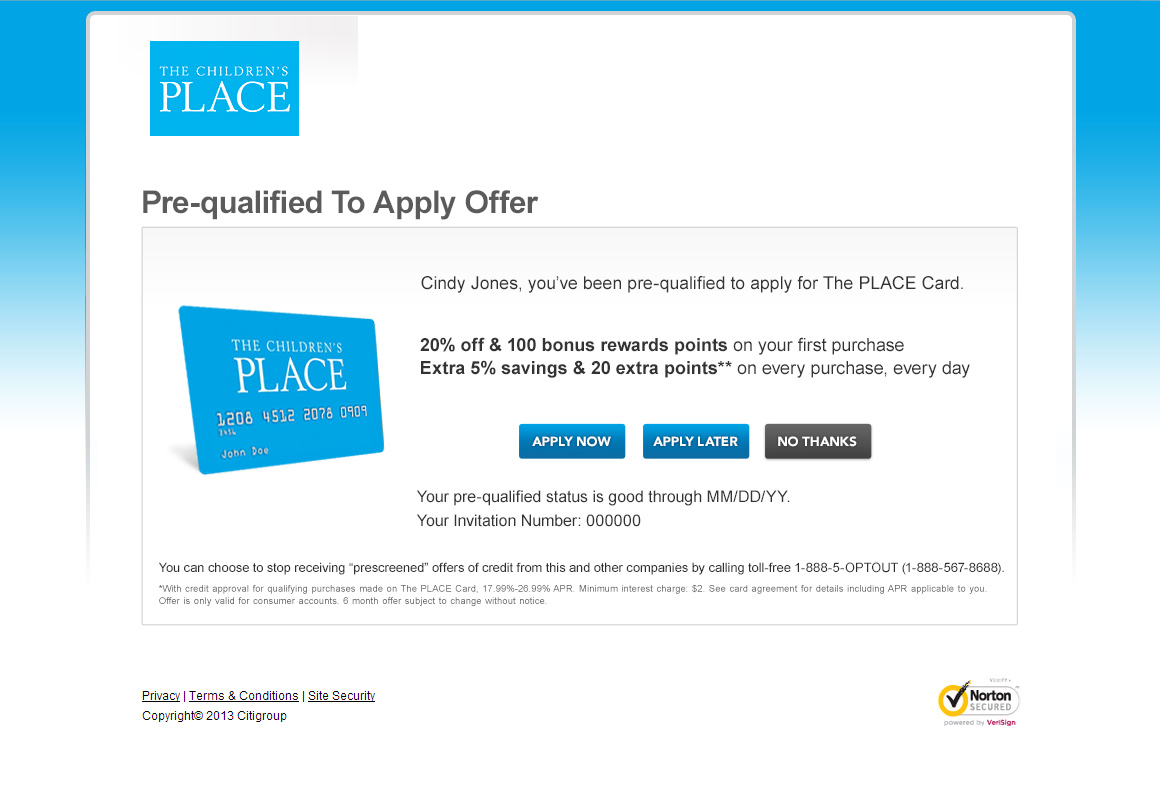 THE CHILDREN'S
PLACE
Pre-qualified To Apply Offer
Cindy Jones, you've been pre-qualified to apply for The PLACE Card.
20% off & 100 bonus rewards points on your first purchase
Extra 5% savings & 20 extra points** on every purchase, every day
THE CHILDREN'S
PLACE
1208 4512 2078 0909
John Doe
APPLY NOW
APPLY LATER
NO THANKS
Your pre-qualified status is good through MM/DD/YY.
Your Invitation Number: 000000
You can choose to stop receiving “prescreened” offers of credit from this and other companies by calling toll-free 1-888-5-OPTOUT (1-888-567-8688).
*With credit approval for qualifying purchases made on The PLACE Card, 17.99%-26.99% APR. Minimum interest charge: $2. See card agreement for details including APR applicable to you.
Offer is only valid for consumer accounts. 6 month offer subject to change without notice.
Privacy | Terms & Conditions | Site Security
Copyright© 2013 Citigroup
Norton
SECURED
powered by VeriSign